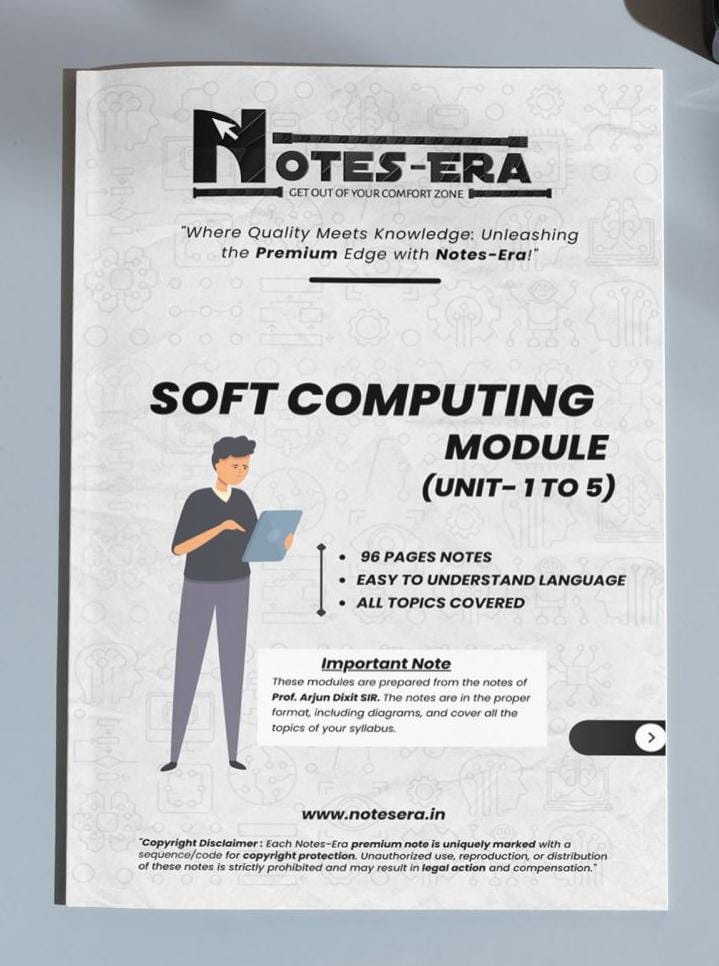 NOTES-ERA
GET OUT OF YOUR COMFORT ZONE
"Where Quality Meets Knowledge: Unleashing
the Premium Edge with Notes-Era!"
SOFT COMPUTING
MODULE
(UNIT- 1 TO 5)
• 96 PAGES NOTES
• EASY TO UNDERSTAND LANGUAGE
• ALL TOPICS COVERED
Important Note
These modules are prepared from the notes of
Prof. Arjun Dixit SIR. The notes are in the proper
format, including diagrams, and cover all the
topics of your syllabus.
www.notesera.in
"Copyright Disclaimer : Each Notes-Era premium note is uniquely marked with a
sequence/code for copyright protection. Unauthorized use, reproduction, or distribution
of these notes is strictly prohibited and may result in legal action and compensation."